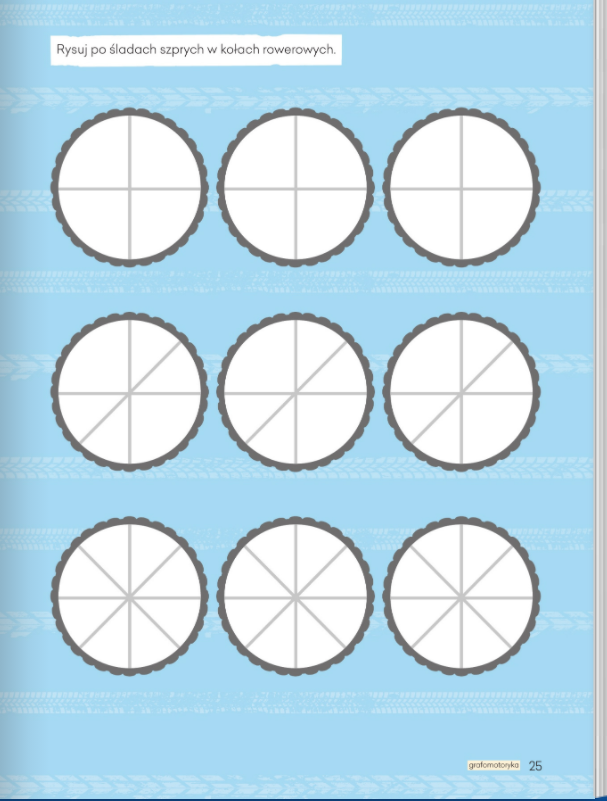 Rysuj po śladach szprych w kołach rowerowych.
grafomotoryka 25